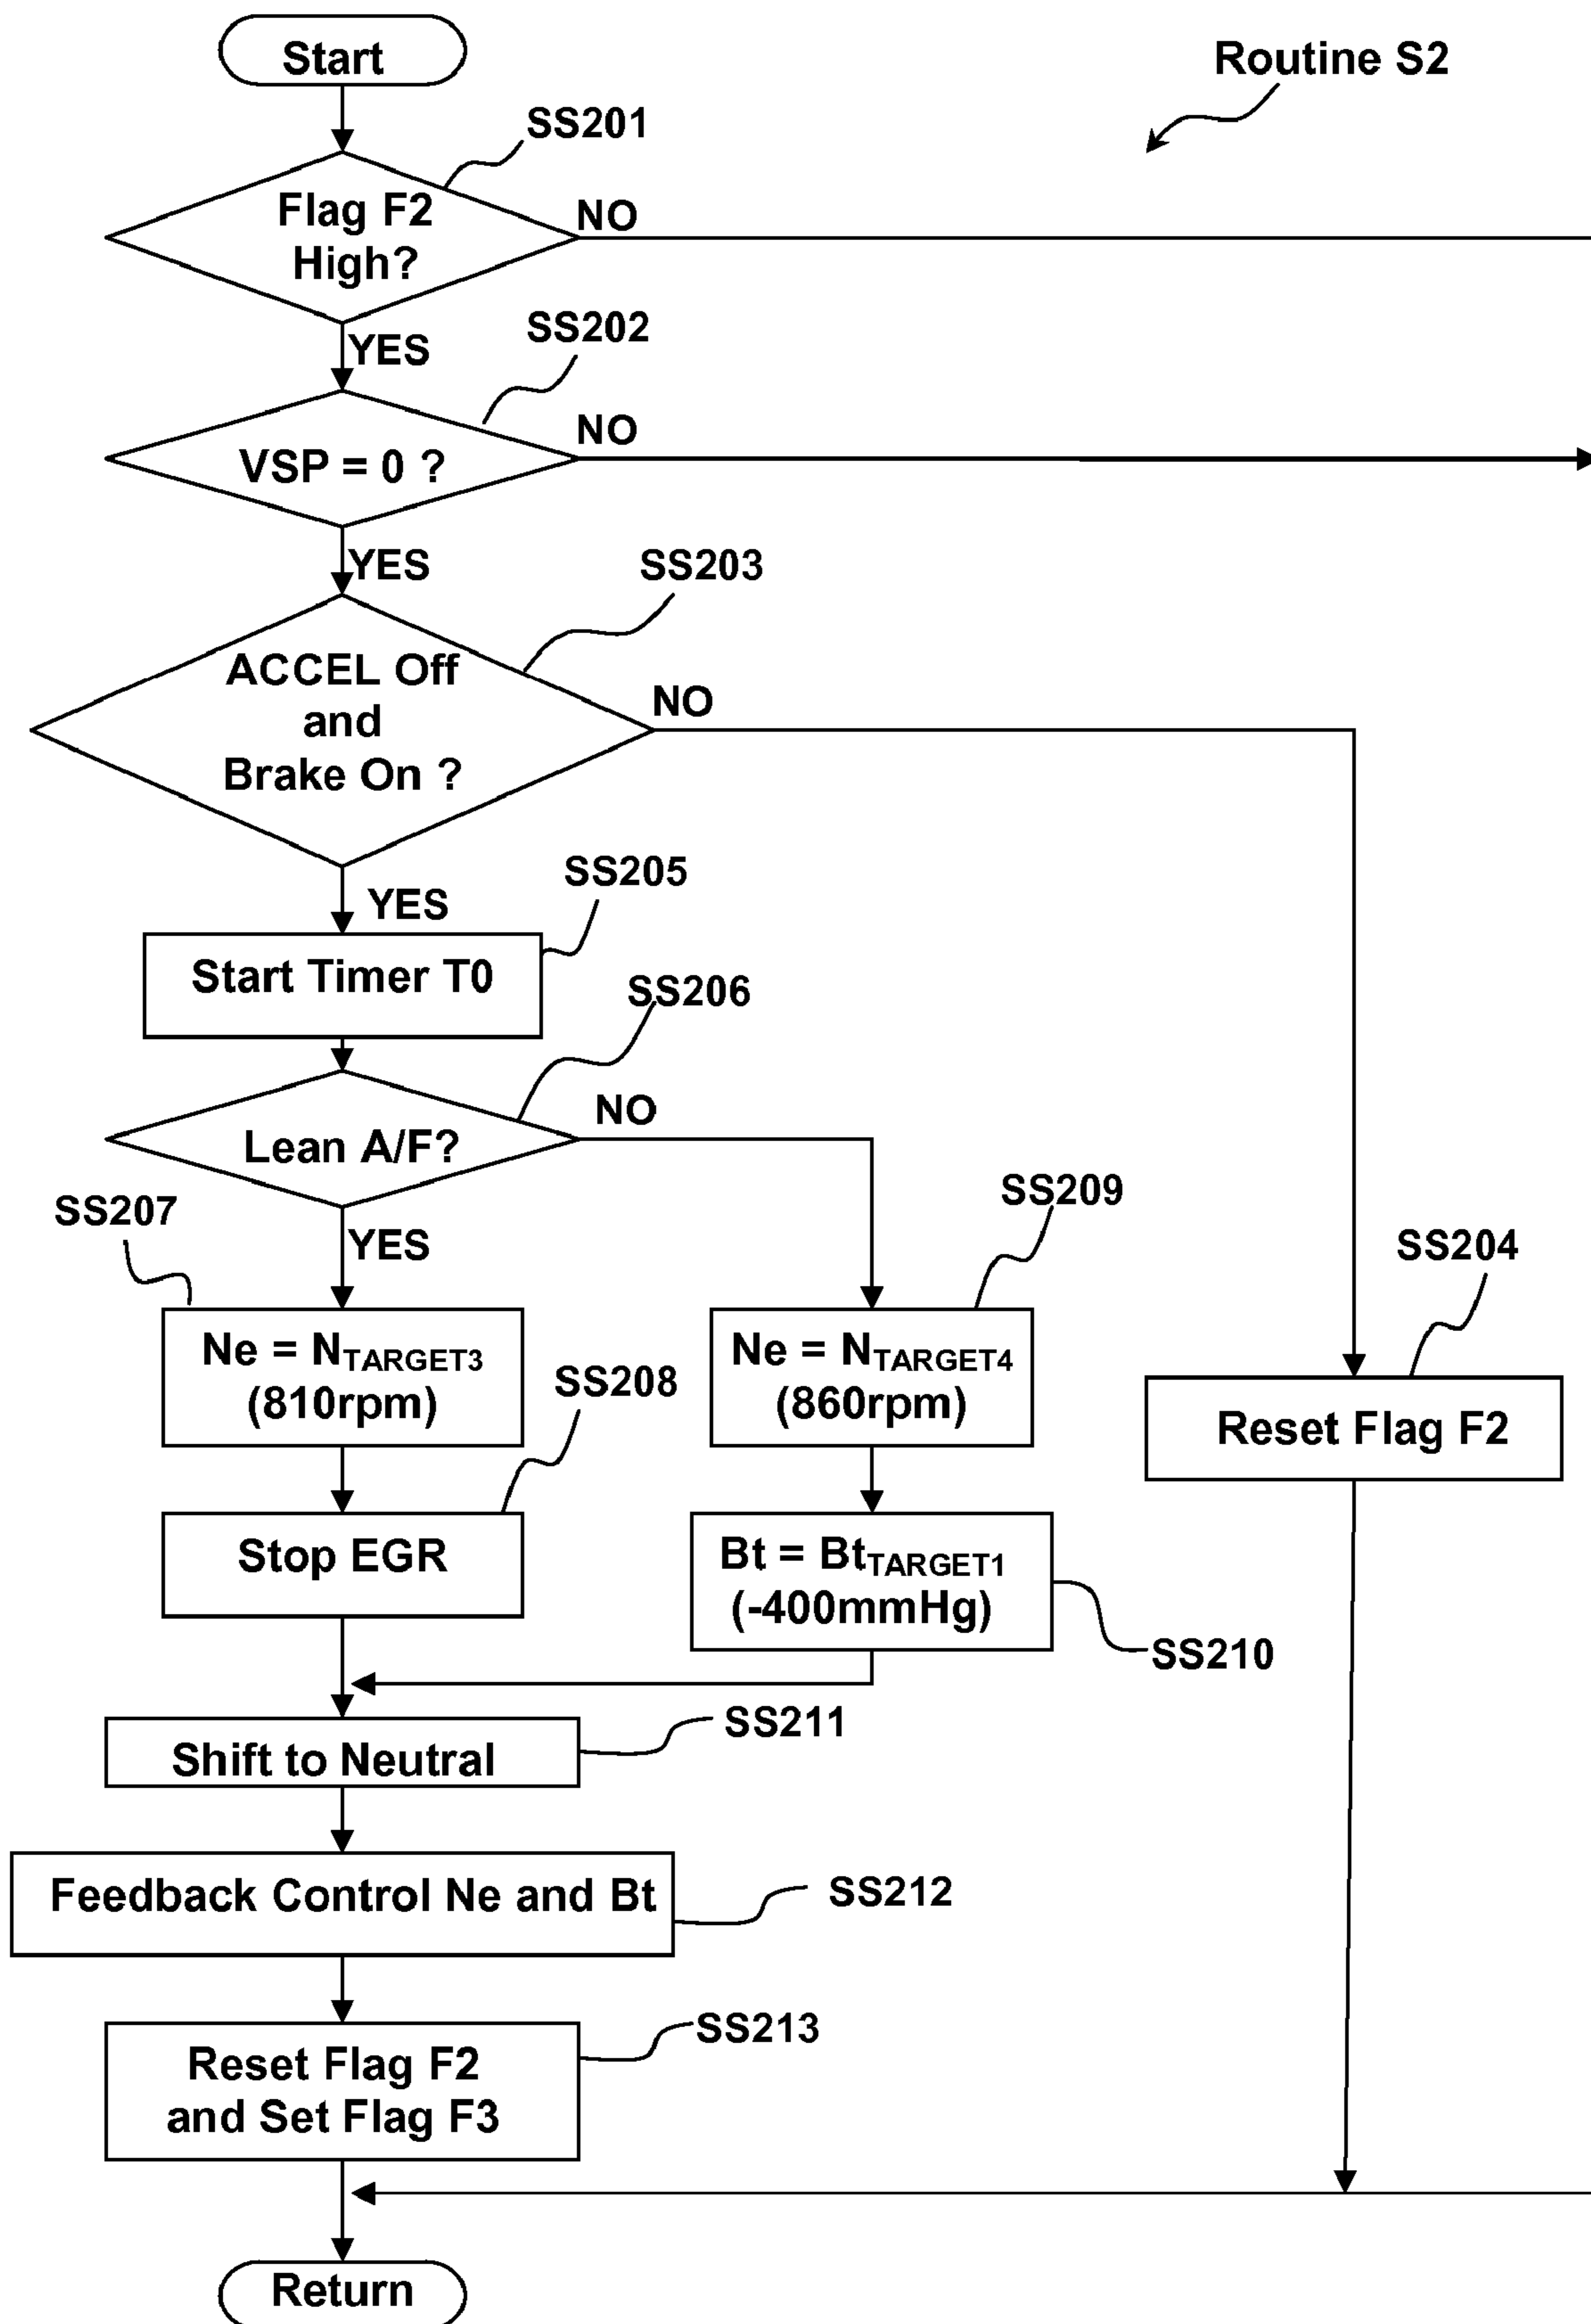 Start
Routine S2
SS201
Flag F2
High?
NO
YES
SS202
VSP = 0 ?
NO
YES
SS203
ACCEL Off
and
Brake On ?
NO
YES
SS205
Start Timer T0
SS206
Lean A/F?
NO
YES
SS207
SS209
SS204
Ne = NTARGET3
(810rpm)
Ne = NTARGET4
(860rpm)
Reset Flag F2
SS208
Stop EGR
Bt = BtTARGET1
(-400mmHg)
SS210
SS211
Shift to Neutral
Feedback Control Ne and Bt
SS212
SS213
Reset Flag F2
and Set Flag F3
Return